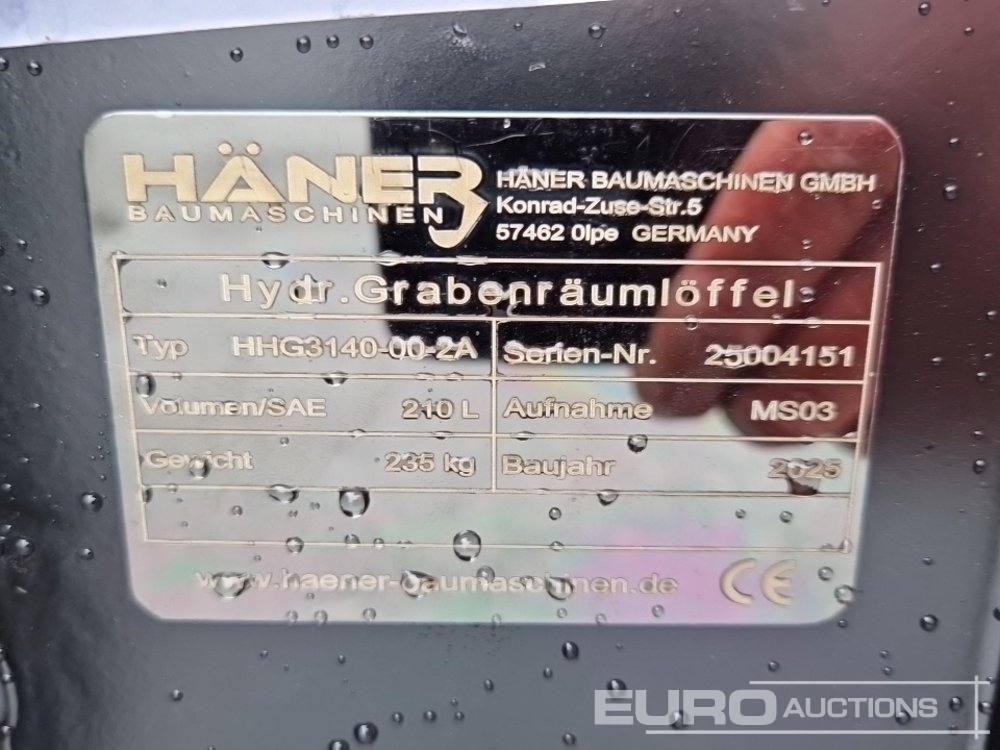 HÄNER
BAUMASCHINEN
HÄNER BAUMASCHINEN GMBH
Konrad-Zuse-Str.5
57462 Olpe GERMANY
Hydr.Grabenräumlöffel
Typ HHG3140-00-2A Serien-Nr. 25004151
Volumen/SAE 210 L Aufnahme MS03
Gewicht 235 kg Baujahr 2025
www.haener-baumaschinen.de CE
EURO AUCTIONS